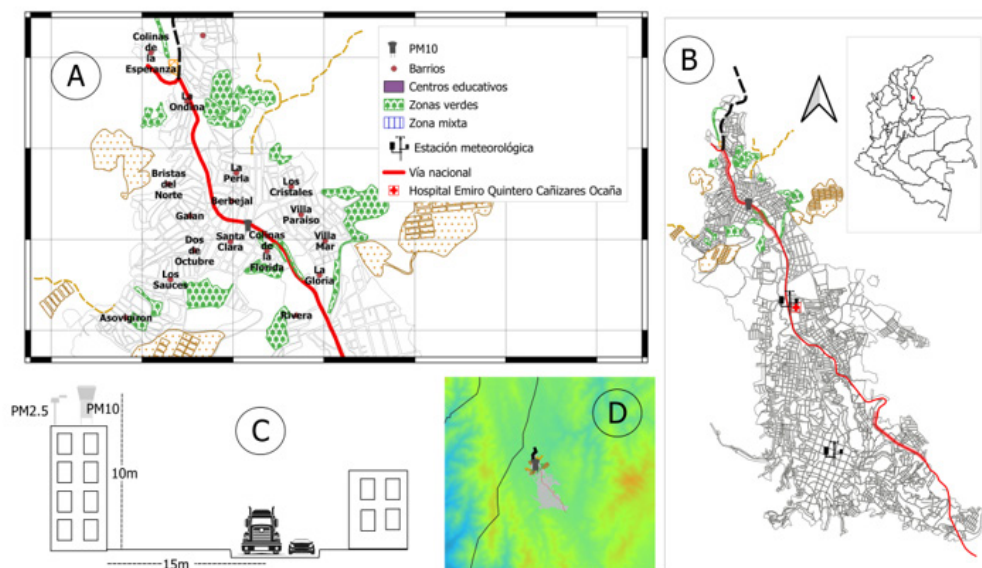 A
Colinas
de
la
Esperanza
La
Ondina
La
Perla
Bristas
del
Norte
Los
Cristales
Berbejal
Villa
Paraiso
Galan
Santa
Clara
Colinas
de la
Florida
Villa
Mar
Dos
de
Octubre
Los
Sauces
La
Gloria
Asovigiron
Rivera
PM10
Barrios
Centros educativos
Zonas verdes
Zona mixta
Estación meteorológica
Vía nacional
Hospital Emiro Quintero Cañizares Ocaña
B
C
PM2.5
PM10
10m
15m
D